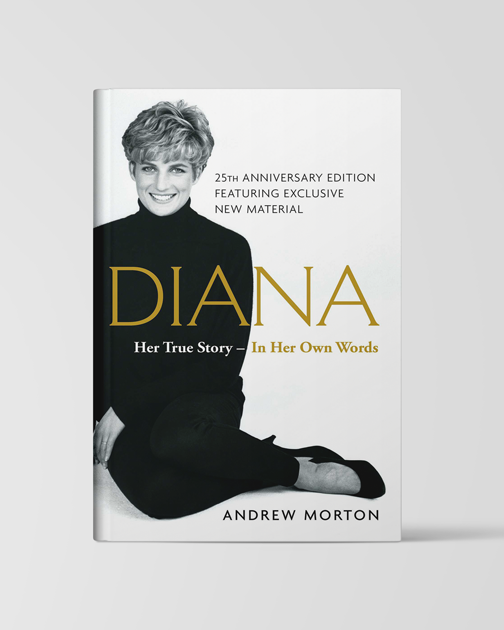 25TH ANNIVERSARY EDITION
FEATURING EXCLUSIVE
NEW MATERIAL
DIANA
Her True Story – In Her Own Words
ANDREW MORTON